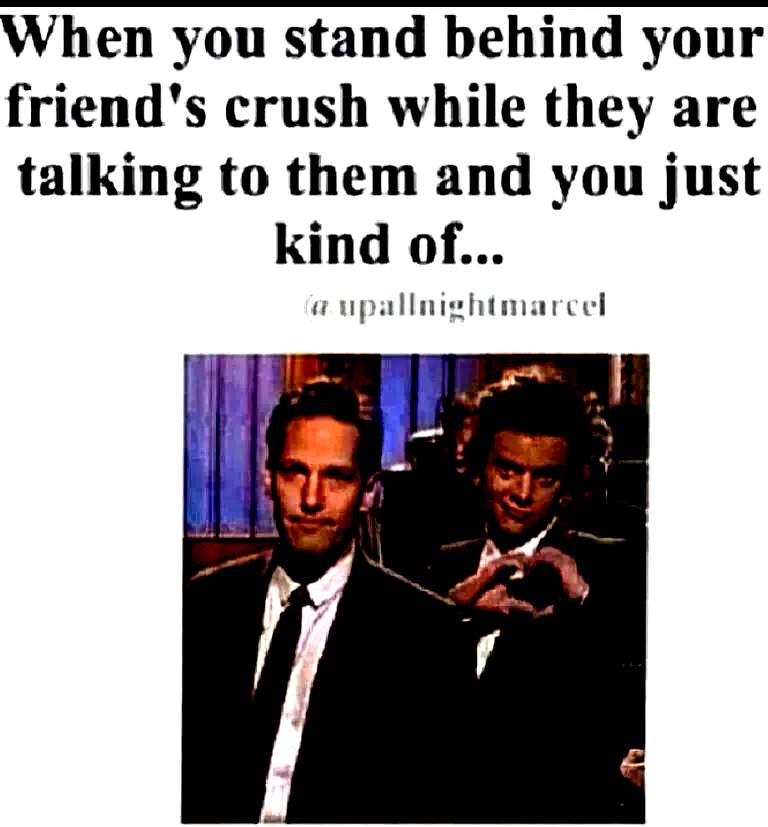 When you stand behind your
friend's crush while they are
talking to them and you just
kind of...
@upallnightmarcel